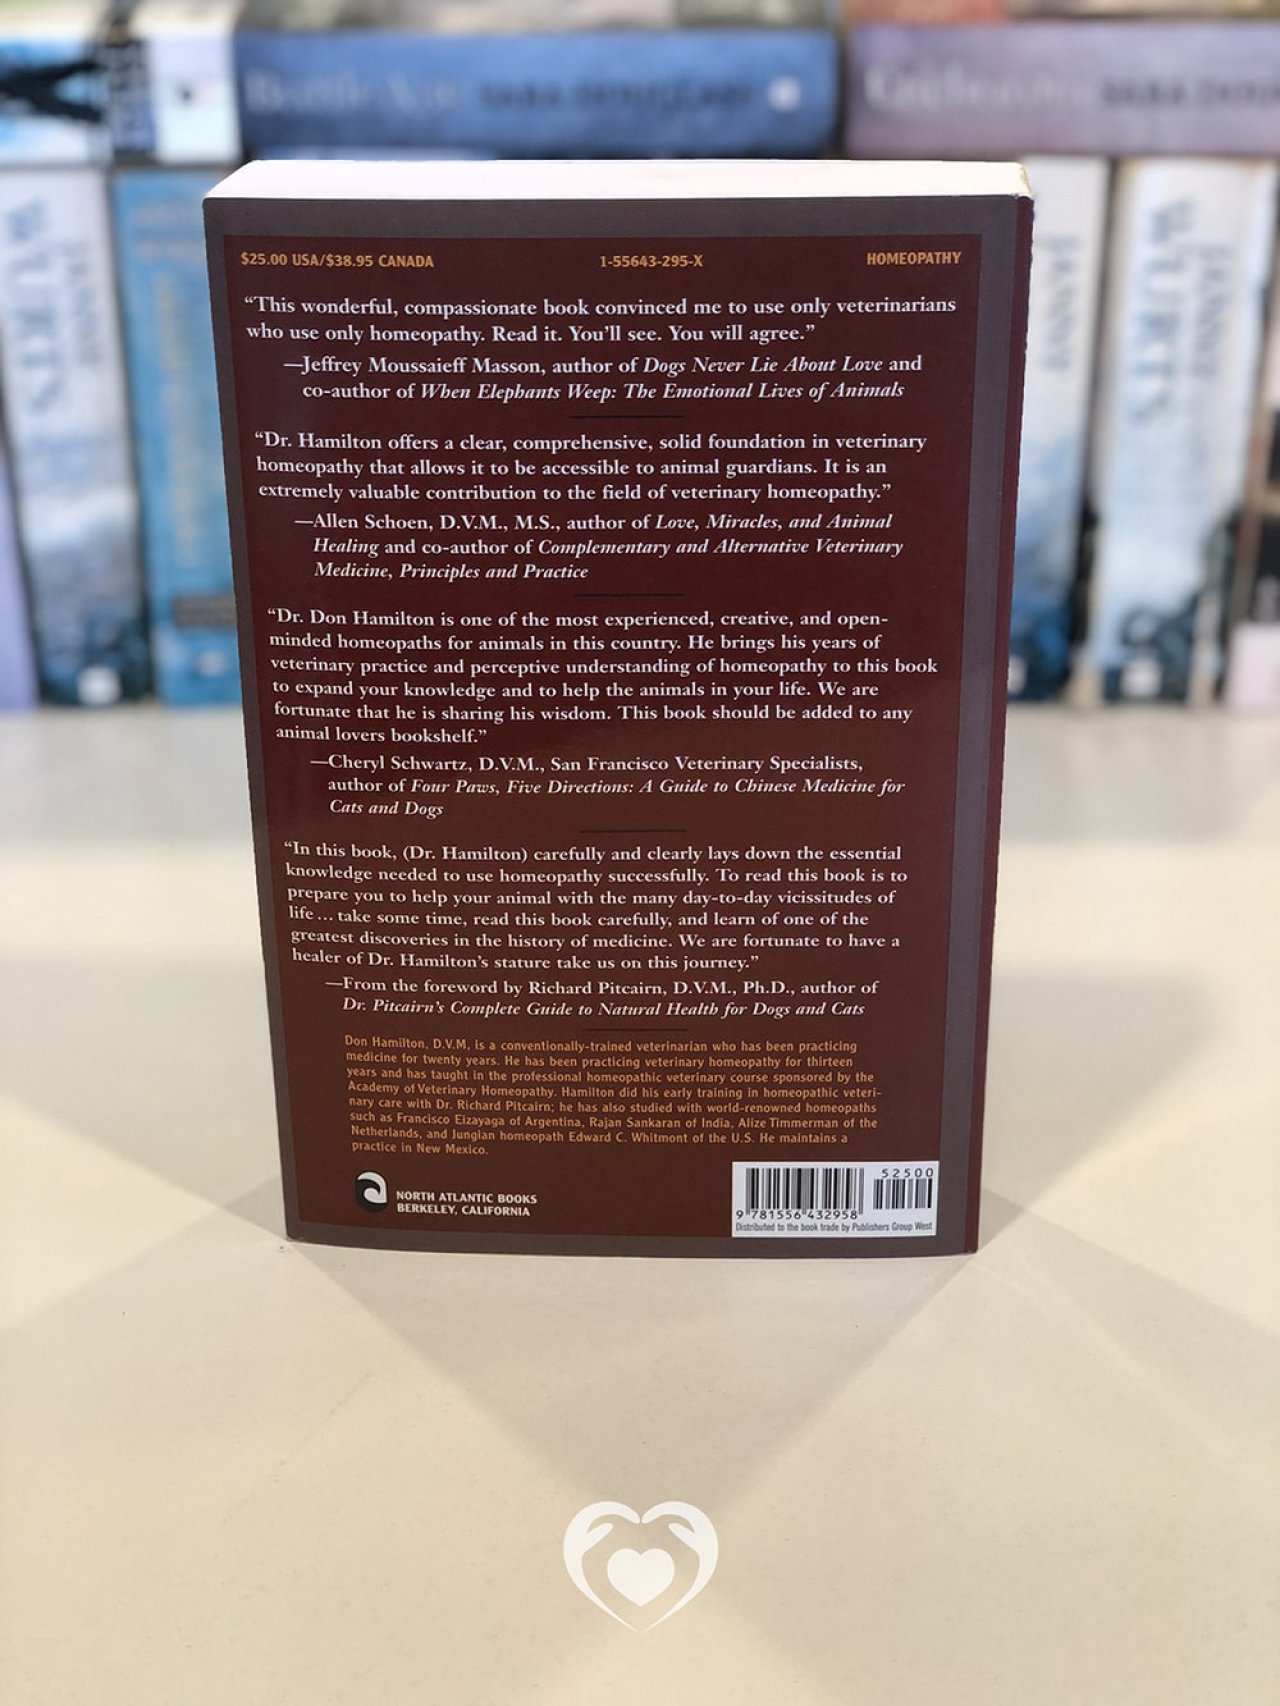 SARA DOUGLASS
$25.00 USA/$38.95 CANADA 1-55643-295-X HOMEOPATHY
“This wonderful, compassionate book convinced me to use only veterinarians
who use only homeopathy. Read it. You’ll see. You will agree.”
—Jeffrey Moussaieff Masson, author of Dogs Never Lie About Love and
co-author of When Elephants Weep: The Emotional Lives of Animals
“Dr. Hamilton offers a clear, comprehensive, solid foundation in veterinary
homeopathy that allows it to be accessible to animal guardians. It is an
extremely valuable contribution to the field of veterinary homeopathy.”
—Allen Schoen, D.V.M., M.S., author of Love, Miracles, and Animal
Healing and co-author of Complementary and Alternative Veterinary
Medicine, Principles and Practice
“Dr. Don Hamilton is one of the most experienced, creative, and open-
minded homeopaths for animals in this country. He brings his years of
veterinary practice and perceptive understanding of homeopathy to this book
to expand your knowledge and to help the animals in your life. We are
fortunate that he is sharing his wisdom. This book should be added to any
animal lovers bookshelf.”
—Cheryl Schwartz, D.V.M., San Francisco Veterinary Specialists,
author of Four Paws, Five Directions: A Guide to Chinese Medicine for
Cats and Dogs
“In this book, (Dr. Hamilton) carefully and clearly lays down the essential
knowledge needed to use homeopathy successfully. To read this book is to
prepare you to help your animal with the many day-to-day vicissitudes of
life ... take some time, read this book carefully, and learn of one of the
greatest discoveries in the history of medicine. We are fortunate to have a
healer of Dr. Hamilton’s stature take us on this journey.”
—From the foreword by Richard Pitcairn, D.V.M., Ph.D., author of
Dr. Pitcairn’s Complete Guide to Natural Health for Dogs and Cats
Don Hamilton, D.V.M, is a conventionally-trained veterinarian who has been practicing
medicine for twenty years. He has been practicing veterinary homeopathy for thirteen
years and has taught in the professional homeopathic veterinary course sponsored by the
Academy of Veterinary Homeopathy. Hamilton did his early training in homeopathic veteri-
nary care with Dr. Richard Pitcairn; he has also studied with world-renowned homeopaths
such as Francisco Eizayaga of Argentina, Rajan Sankaran of India, Alize Timmerman of the
Netherlands, and Jungian homeopath Edward C. Whitmont of the U.S. He maintains a
practice in New Mexico.
NORTH ATLANTIC BOOKS
BERKELEY, CALIFORNIA
52500
9 781556 432958
Distributed to the book trade by Publishers Group West
JANNY
WURTS
JANNY
JANNY
WURTS